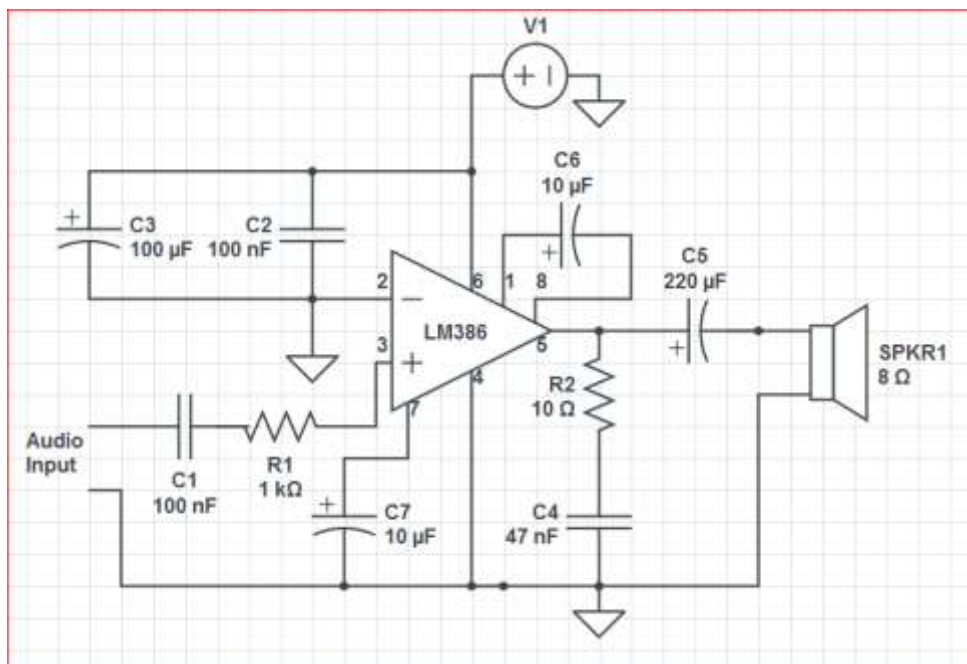 V1
+ −
C6
10 µF
+
C3
100 µF
C2
100 nF
+
1
8
6
C5
220 µF
2
−
LM386
3
+
5
+
4
7
SPKR1
8 Ω
R2
10 Ω
Audio
Input
C1
100 nF
R1
1 kΩ
+
C7
10 µF
C4
47 nF